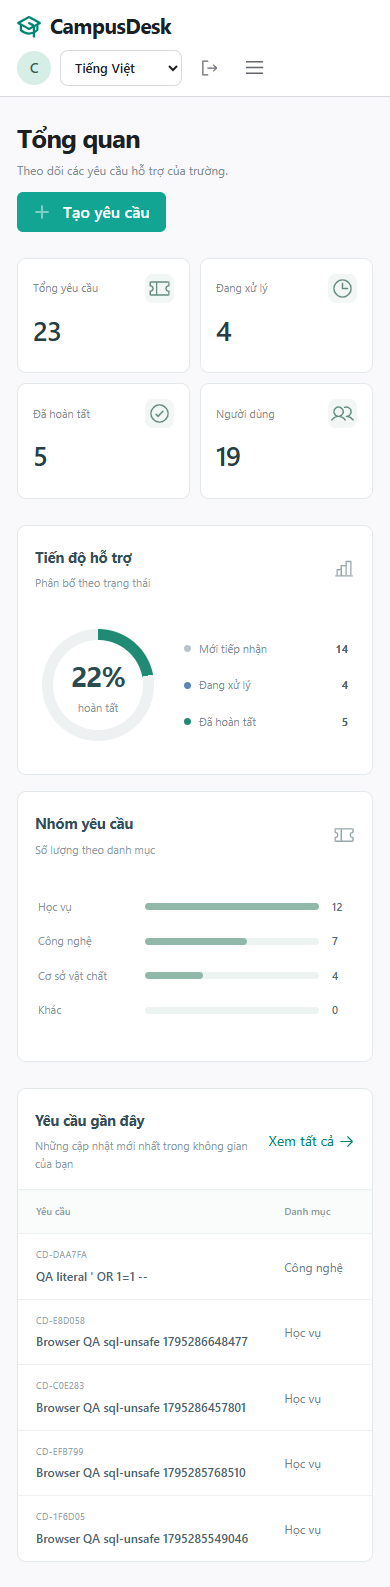 CampusDesk
C
Tiếng Việt
Tổng quan
Theo dõi các yêu cầu hỗ trợ của trường.
Tạo yêu cầu
Tổng yêu cầu
23
Đang xử lý
4
Đã hoàn tất
5
Người dùng
19
Tiến độ hỗ trợ
Phân bổ theo trạng thái
22%
hoàn tất
Mới tiếp nhận 14
Đang xử lý 4
Đã hoàn tất 5
Nhóm yêu cầu
Số lượng theo danh mục
Học vụ 12
Công nghệ 7
Cơ sở vật chất 4
Khác 0
Yêu cầu gần đây
Những cập nhật mới nhất trong không gian
của bạn
Xem tất cả
Yêu cầu Danh mục
CD-DAA7FA
QA literal ' OR 1=1 --
Công nghệ
CD-E8D058
Browser QA sql-unsafe 1795286648477
Học vụ
CD-C0E283
Browser QA sql-unsafe 1795286457801
Học vụ
CD-EFB799
Browser QA sql-unsafe 1795285768510
Học vụ
CD-1F6D05
Browser QA sql-unsafe 1795285549046
Học vụ